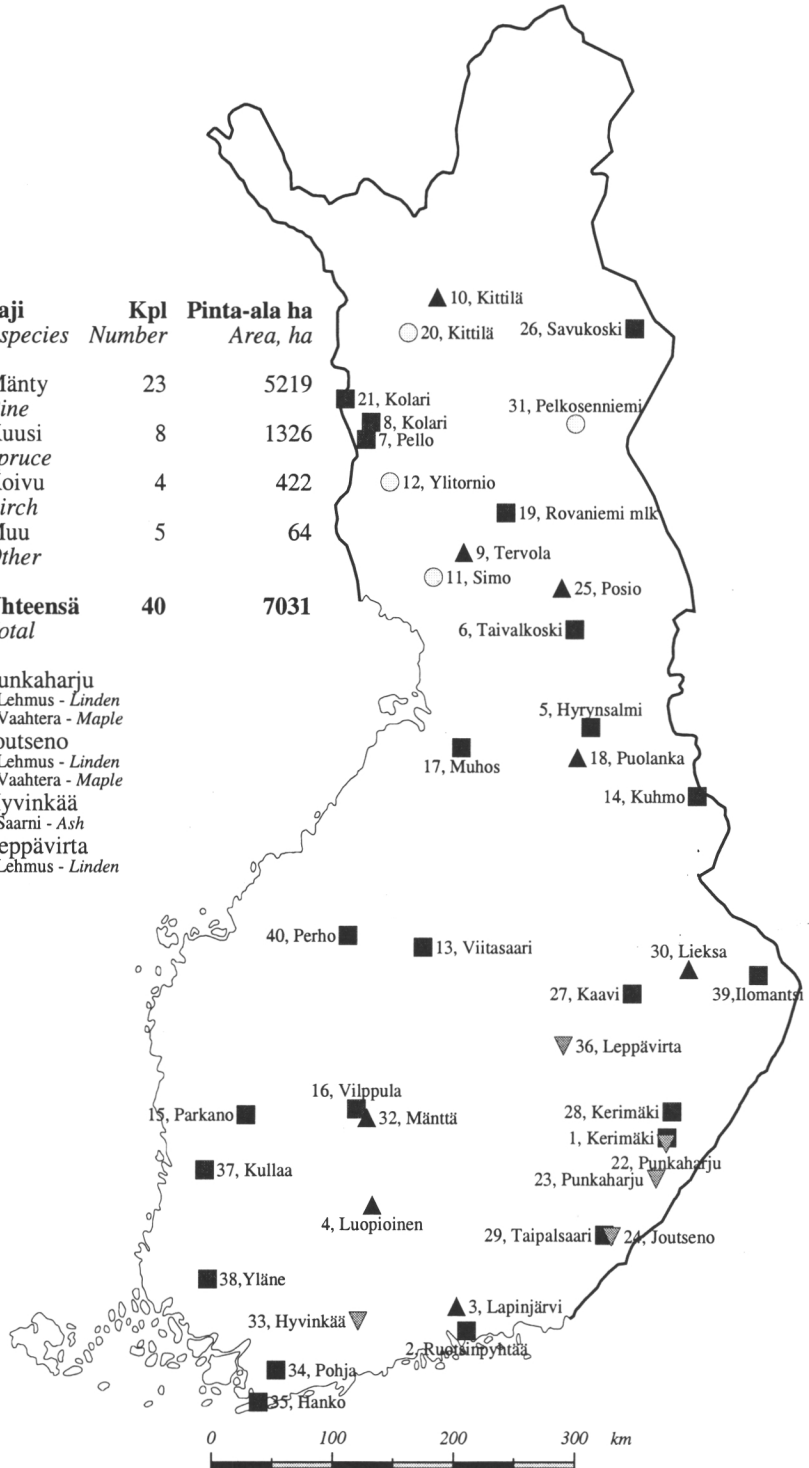 aji Kpl Pinta-ala ha
species Number Area, ha
Mänty 23 5219
ine
uusi 8 1326
pruce
oivu 4 422
irch
Muu 5 64
Other
Yhteensä 40 7031
otal
unkaharju
Lehmus - Linden
Vaahtera - Maple
outseno
Lehmus - Linden
Vaahtera - Maple
yvinkää
Saarni - Ash
eppävirta
Lehmus - Linden
10, Kittilä
20, Kittilä
26, Savukoski
21, Kolari
31, Pelkosenniemi
8, Kolari
7, Pello
12, Ylitornio
19, Rovaniemi mlk
9, Tervola
11, Simo
25, Posio
6, Taivalkoski
5, Hyrynsalmi
17, Muhos
18, Puolanka
14, Kuhmo
40, Perho
13, Viitasaari
30, Lieksa
27, Kaavi
39,Ilomantsi
36, Leppävirta
16, Vilppula
15, Parkano
32, Mänttä
28, Kerimäki
1, Kerimäki
22, Punkaharju
37, Kullaa
23, Punkaharju
4, Luopioinen
29, Taipalsaari
24, Joutseno
38,Yläne
33, Hyvinkää
3, Lapinjärvi
2, Ruotsinpyhtää
34, Pohja
35, Hanko
0 100 200 300 km